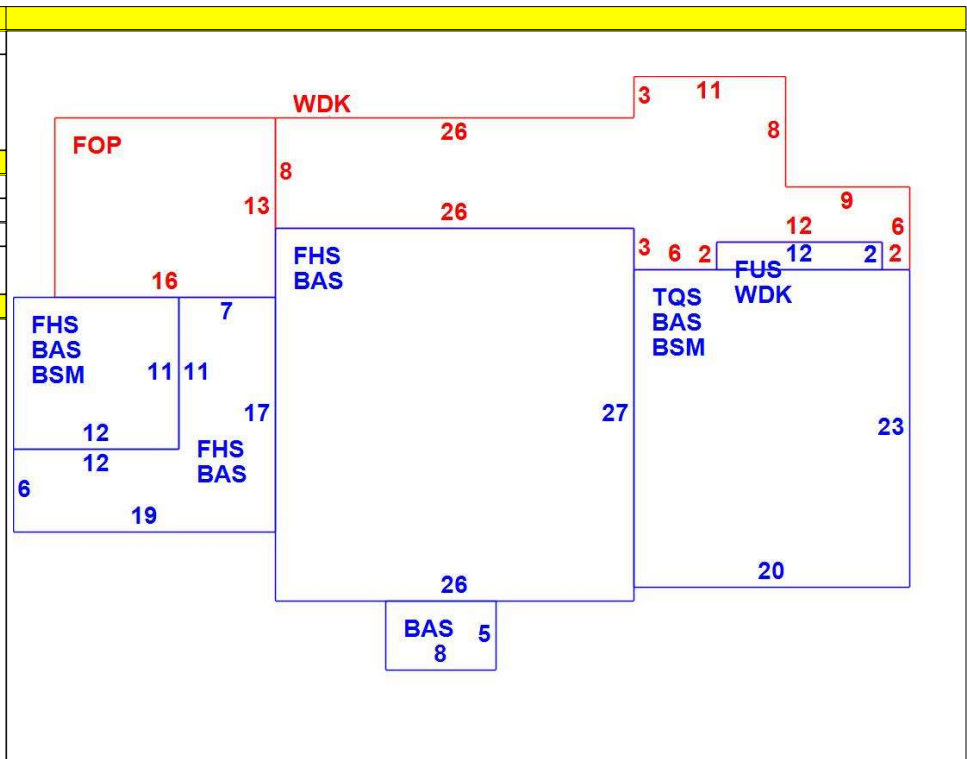 3 11
WDK
26
FOP
8
8
9
13
26
12 6
3 6 2 12 2 2
FHS
BAS
FUS
WDK
16
7
TQS
BAS
BSM
FHS
BAS
BSM
11 11
17
27
23
12
12
FHS
BAS
6
19
20
26
BAS 5
8